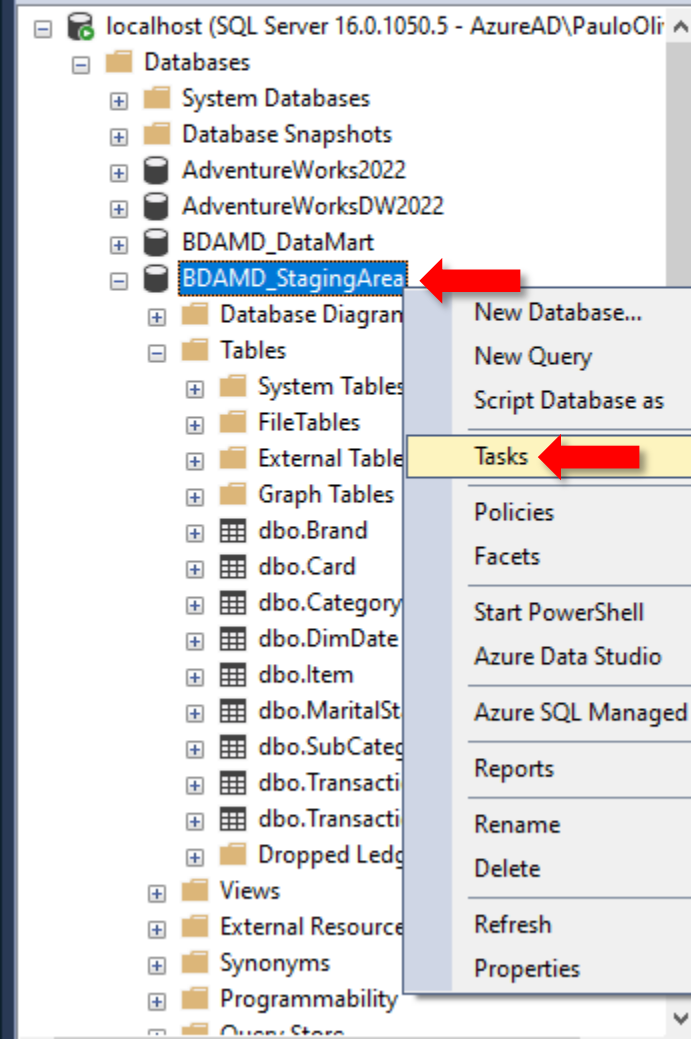 localhost (SQL Server 16.0.1050.5 - AzureAD\PauloOli
Databases
System Databases
Database Snapshots
AdventureWorks2022
AdventureWorksDW2022
BDAMD_DataMart
BDAMD_StagingArea
Database Diagran
Tables
System Tables
FileTables
External Table
Graph Tables
dbo.Brand
dbo.Card
dbo.Category
dbo.DimDate
dbo.Item
dbo.MaritalSt
dbo.SubCateg
dbo.Transacti
dbo.Transacti
Dropped Ledg
Views
External Resource
Synonyms
Programmability
Query Store
New Database...
New Query
Script Database as
Tasks
Policies
Facets
Start PowerShell
Azure Data Studio
Azure SQL Managed
Reports
Rename
Delete
Refresh
Properties